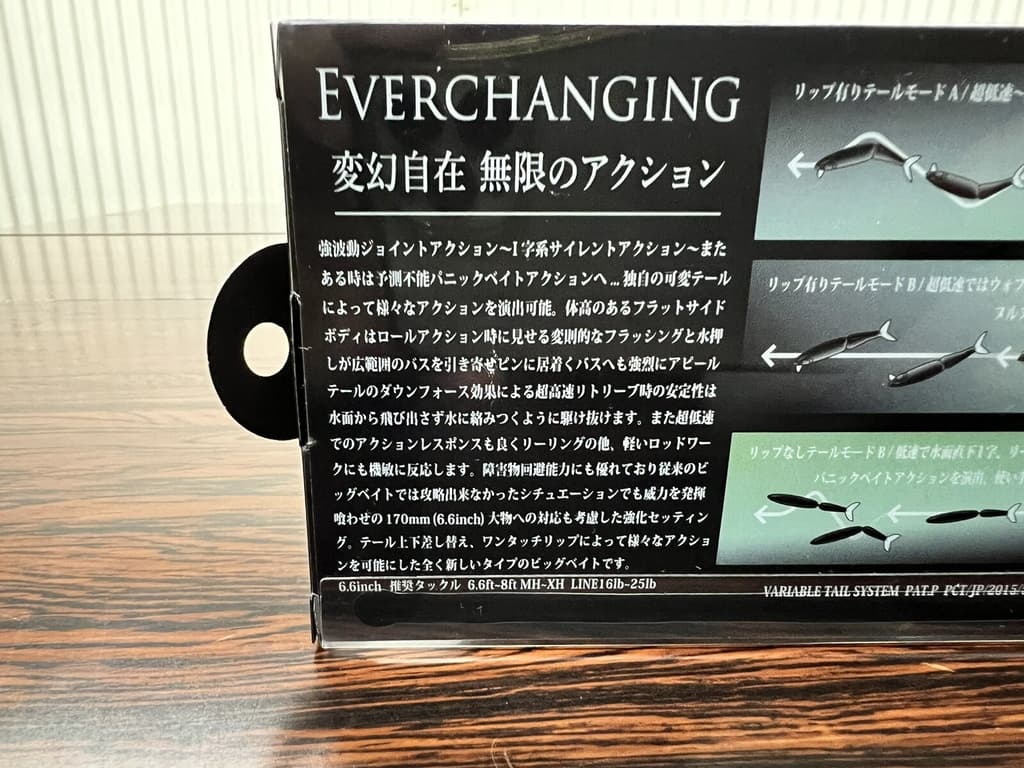 EVERCHANGING
変幻自在 無限のアクション
強波動ジョイントアクション～I字系サイレントアクション～また
ある時は予測不能パニックベイトアクションへ...独自の可変テール
によって様々なアクションを演出可能。体高のあるフラットサイド
ボディはロールアクション時に見せる変則的なフラッシングと水押
しが広範囲のバスを引き寄せピンに居着くバスへも強烈にアピール
テールのダウンフォース効果による超高速リトリーブ時の安定性は
水面から飛び出さず水に絡みつくように駆け抜けます。また超低速
でのアクションレスポンスも良くリーリングの他、軽いロッドワー
クにも機敏に反応します。障害物回避能力にも優れており従来のビ
ッグベイトでは攻略出来なかったシチュエーションでも威力を発揮
喰わせの170mm (6.6inch) 大物への対応も考慮した強化セッティン
グ。テール上下差し替え、ワンタッチリップによって様々なアクショ
ンを可能にした全く新しいタイプのビッグベイトです。
6.6inch 推奨タックル 6.6ft~8ft MH~XH LINE16lb~25lb
リップ有りテールモードA/超低速～
リップ有りテールモードB/超低速ではウォブ
ブルス
リップなしテールモードB/低速で水面直下I字、リー
パニックベイトアクションを演出、使い
VARIABLE TAIL SYSTEM PAT.P PCT/JP/2015/